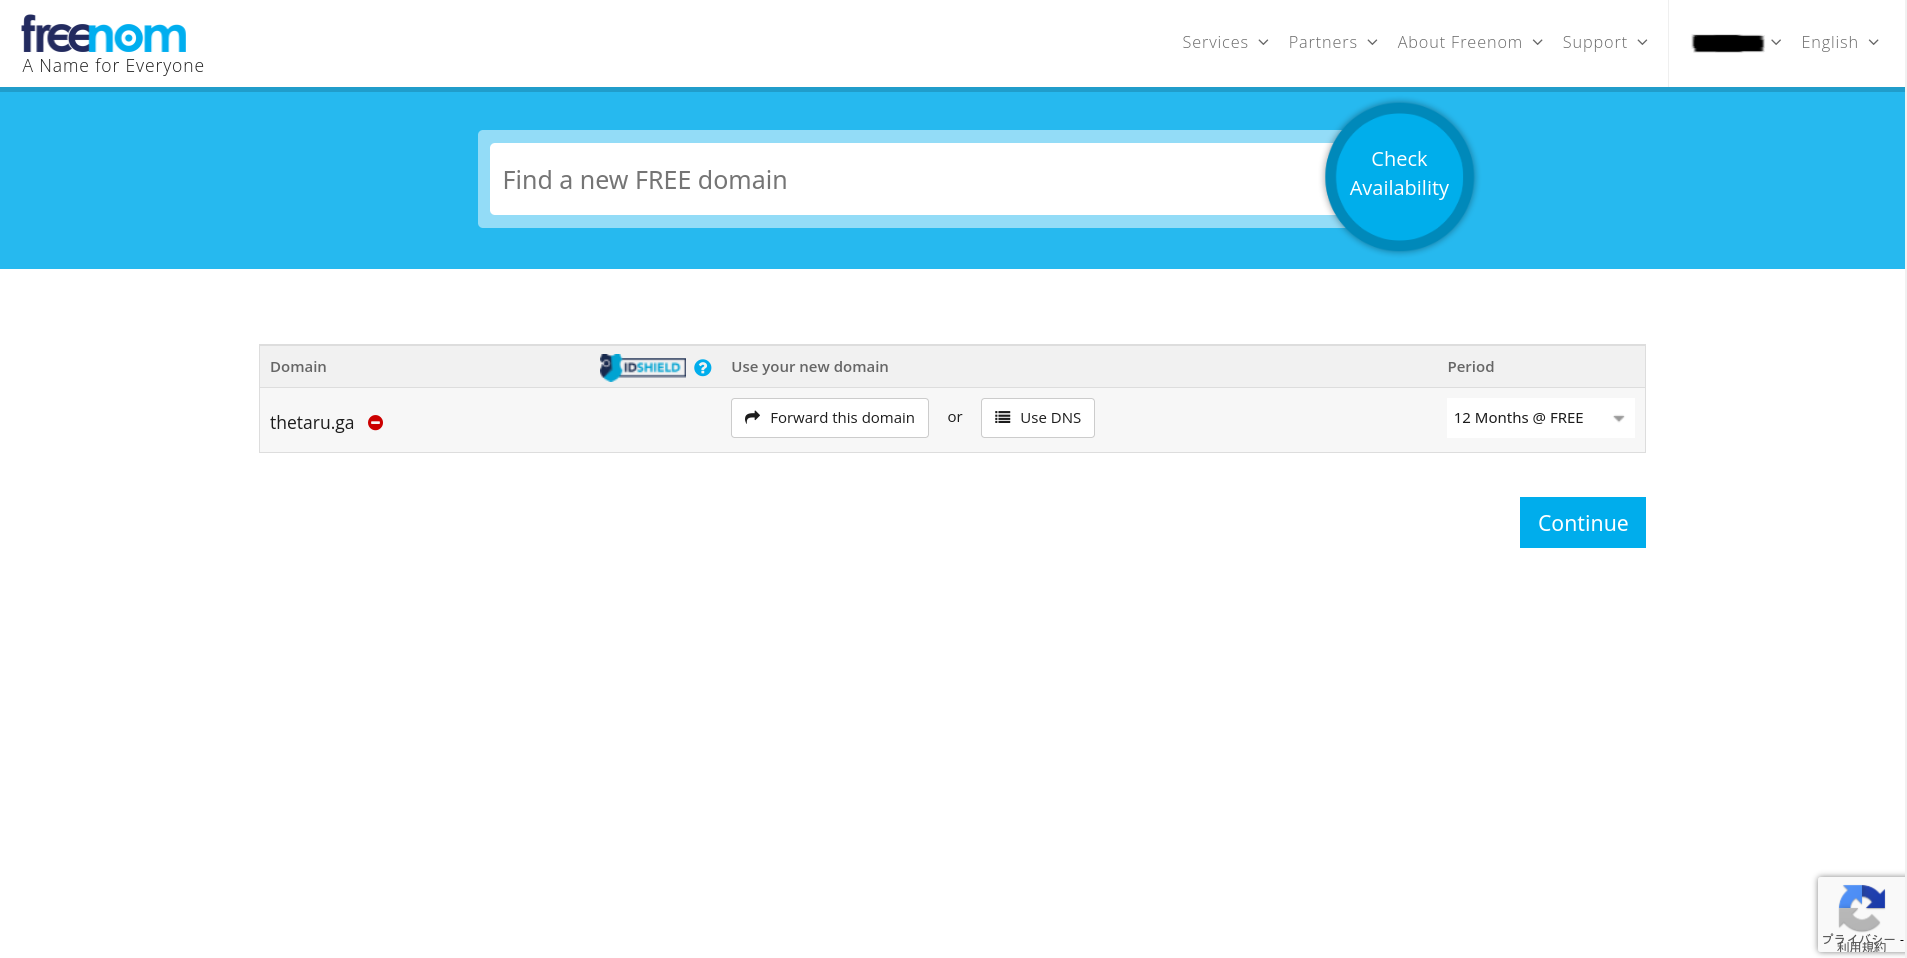 freenom
A Name for Everyone
Services Partners About Freenom Support English
Find a new FREE domain
Check
Availability
Domain IDSHIELD ? Use your new domain Period
thetaru.ga Forward this domain or Use DNS 12 Months @ FREE
Continue
プライバシー -
利用規約